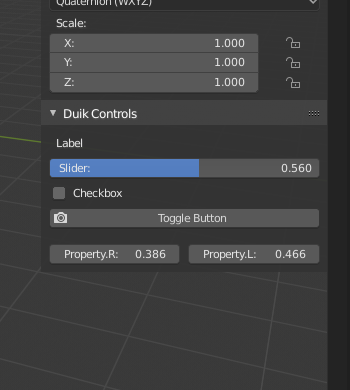 Quaternion (WXYZ)
Scale:
X: 1.000
Y: 1.000
Z: 1.000
Duik Controls
Label
Slider: 0.560
Checkbox
Toggle Button
Property.R: 0.386 Property.L: 0.466